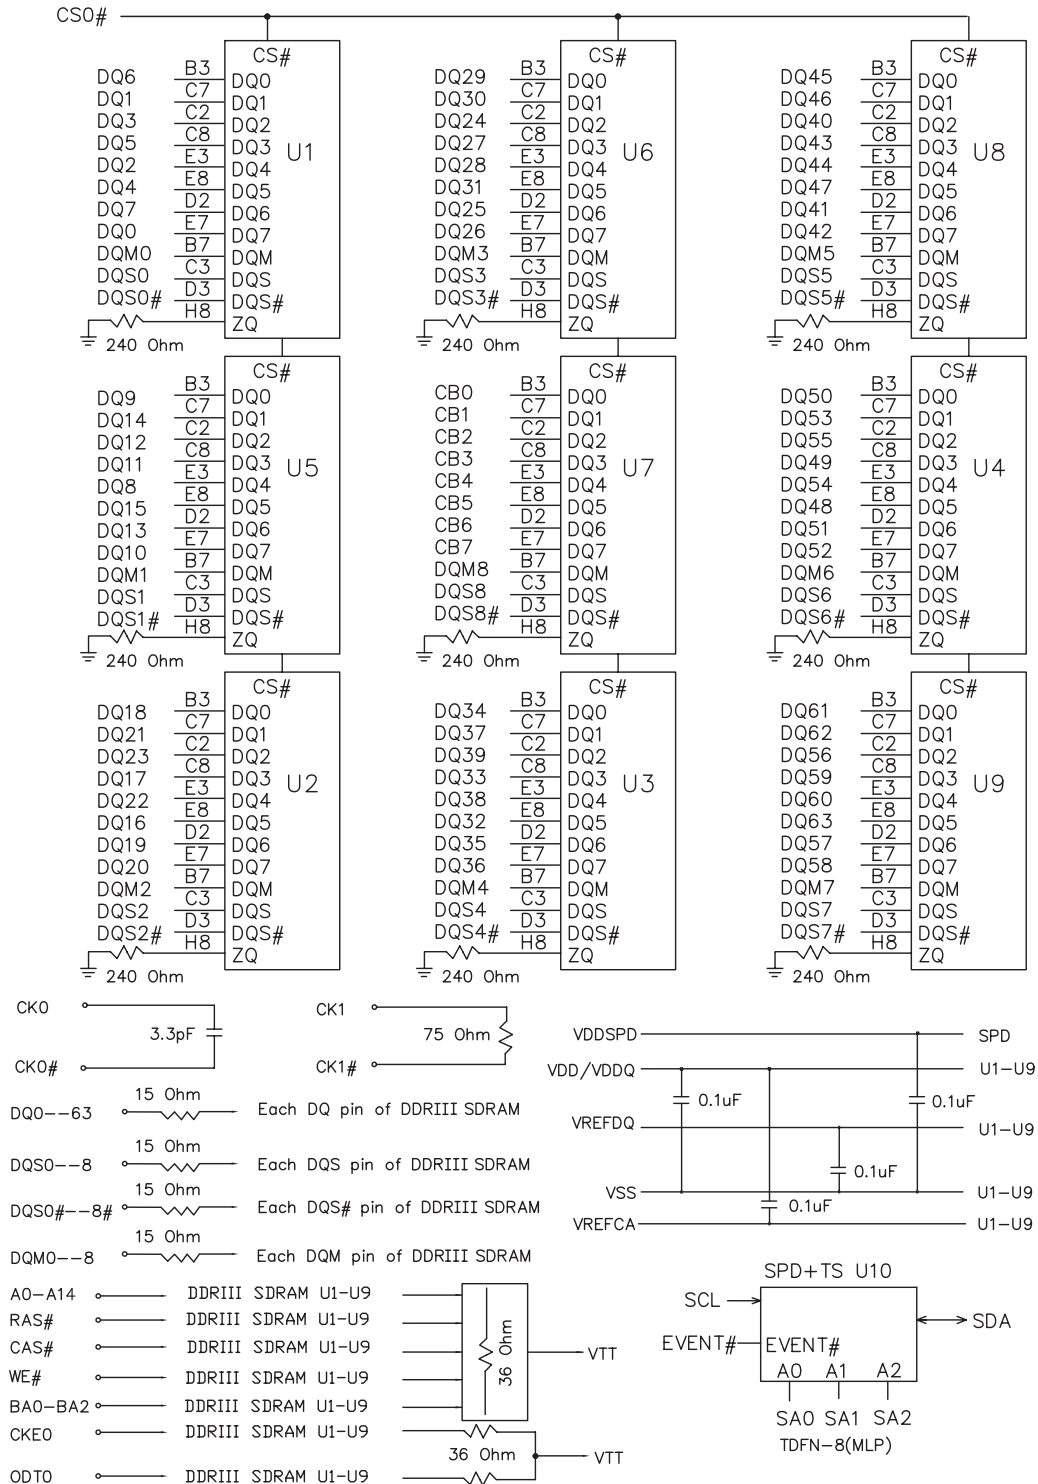 CS0#
CS#
DQ6 B3 DQ0
DQ1 C7 DQ1
DQ3 C2 DQ2
DQ5 C8 DQ3
DQ2 E3 DQ4
DQ4 E8 DQ5
DQ7 D2 DQ6
DQ0 E7 DQ7
DQM0 B7 DQM
DQS0 C3 DQS
DQS0# D3 DQS#
H8 ZQ
240 Ohm
U1
CS#
DQ29 B3 DQ0
DQ30 C7 DQ1
DQ24 C2 DQ2
DQ27 C8 DQ3
DQ28 E3 DQ4
DQ31 E8 DQ5
DQ25 D2 DQ6
DQ26 E7 DQ7
DQM3 B7 DQM
DQS3 C3 DQS
DQS3# D3 DQS#
H8 ZQ
240 Ohm
U6
CS#
DQ45 B3 DQ0
DQ46 C7 DQ1
DQ40 C2 DQ2
DQ43 C8 DQ3
DQ44 E3 DQ4
DQ47 E8 DQ5
DQ41 D2 DQ6
DQ42 E7 DQ7
DQM5 B7 DQM
DQS5 C3 DQS
DQS5# D3 DQS#
H8 ZQ
240 Ohm
U8
CS#
DQ9 B3 DQ0
DQ14 C7 DQ1
DQ12 C2 DQ2
DQ11 C8 DQ3
DQ8 E3 DQ4
DQ15 E8 DQ5
DQ13 D2 DQ6
DQ10 E7 DQ7
DQM1 B7 DQM
DQS1 C3 DQS
DQS1# D3 DQS#
H8 ZQ
240 Ohm
U5
CS#
CB0 B3 DQ0
CB1 C7 DQ1
CB2 C2 DQ2
CB3 C8 DQ3
CB4 E3 DQ4
CB5 E8 DQ5
CB6 D2 DQ6
CB7 E7 DQ7
DQM8 B7 DQM
DQS8 C3 DQS
DQS8# D3 DQS#
H8 ZQ
240 Ohm
U7
CS#
DQ50 B3 DQ0
DQ53 C7 DQ1
DQ55 C2 DQ2
DQ49 C8 DQ3
DQ54 E3 DQ4
DQ48 E8 DQ5
DQ51 D2 DQ6
DQ52 E7 DQ7
DQM6 B7 DQM
DQS6 C3 DQS
DQS6# D3 DQS#
H8 ZQ
240 Ohm
U4
CS#
DQ18 B3 DQ0
DQ21 C7 DQ1
DQ23 C2 DQ2
DQ17 C8 DQ3
DQ22 E3 DQ4
DQ16 E8 DQ5
DQ19 D2 DQ6
DQ20 E7 DQ7
DQM2 B7 DQM
DQS2 C3 DQS
DQS2# D3 DQS#
H8 ZQ
240 Ohm
U2
CS#
DQ34 B3 DQ0
DQ37 C7 DQ1
DQ39 C2 DQ2
DQ33 C8 DQ3
DQ38 E3 DQ4
DQ32 E8 DQ5
DQ35 D2 DQ6
DQ36 E7 DQ7
DQM4 B7 DQM
DQS4 C3 DQS
DQS4# D3 DQS#
H8 ZQ
240 Ohm
U3
CS#
DQ61 B3 DQ0
DQ62 C7 DQ1
DQ56 C2 DQ2
DQ59 C8 DQ3
DQ60 E3 DQ4
DQ63 E8 DQ5
DQ57 D2 DQ6
DQ58 E7 DQ7
DQM7 B7 DQM
DQS7 C3 DQS
DQS7# D3 DQS#
H8 ZQ
240 Ohm
U9
CK0
3.3pF
CK0#
CK1
75 Ohm
CK1#
15 Ohm
DQ0--63 Each DQ pin of DDRIII SDRAM
15 Ohm
DQS0--8 Each DQS pin of DDRIII SDRAM
15 Ohm
DQS0#--8# Each DQS# pin of DDRIII SDRAM
15 Ohm
DQM0--8 Each DQM pin of DDRIII SDRAM
VDDSPD SPD
VDD/VDDQ U1-U9
0.1uF 0.1uF
VREFDQ U1-U9
0.1uF
VSS U1-U9
0.1uF
VREFCA U1-U9
A0-A14 DDRIII SDRAM U1-U9
RAS# DDRIII SDRAM U1-U9
CAS# DDRIII SDRAM U1-U9
WE# DDRIII SDRAM U1-U9
BA0-BA2 DDRIII SDRAM U1-U9
CKE0 DDRIII SDRAM U1-U9
ODT0 DDRIII SDRAM U1-U9
36 Ohm
VTT
36 Ohm
VTT
SPD+TS U10
SCL
SDA
EVENT# EVENT#
A0 A1 A2
SA0 SA1 SA2
TDFN-8(MLP)